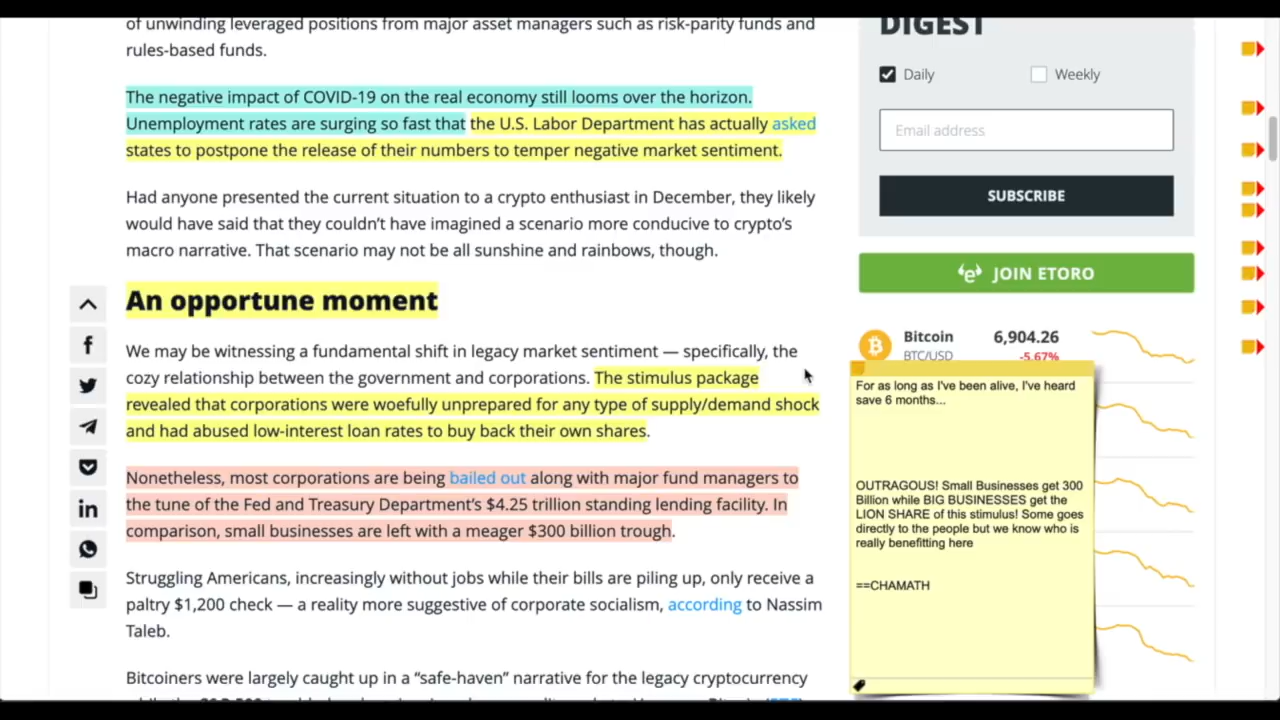 of unwinding leveraged positions from major asset managers such as risk-parity funds and
rules-based funds.
The negative impact of COVID-19 on the real economy still looms over the horizon.
Unemployment rates are surging so fast that the U.S. Labor Department has actually asked
states to postpone the release of their numbers to temper negative market sentiment.
Had anyone presented the current situation to a crypto enthusiast in December, they likely
would have said that they couldn't have imagined a scenario more conducive to crypto's
macro narrative. That scenario may not be all sunshine and rainbows, though.
An opportune moment
We may be witnessing a fundamental shift in legacy market sentiment — specifically, the
cozy relationship between the government and corporations. The stimulus package
revealed that corporations were woefully unprepared for any type of supply/demand shock
and had abused low-interest loan rates to buy back their own shares.
Nonetheless, most corporations are being bailed out along with major fund managers to
the tune of the Fed and Treasury Department's $4.25 trillion standing lending facility. In
comparison, small businesses are left with a meager $300 billion trough.
Struggling Americans, increasingly without jobs while their bills are piling up, only receive a
paltry $1,200 check — a reality more suggestive of corporate socialism, according to Nassim
Taleb.
Bitcoiners were largely caught up in a "safe-haven" narrative for the legacy cryptocurrency
DIGEST
Daily
Weekly
Email address
SUBSCRIBE
JOIN ETORO
Bitcoin 6,904.26
BTC/USD -5.67%
For as long as I've been alive, I've heard
save 6 months...
OUTRAGOUS! Small Businesses get 300
Billion while BIG BUSINESSES get the
LION SHARE of this stimulus! Some goes
directly to the people but we know who is
really benefitting here
==CHAMATH